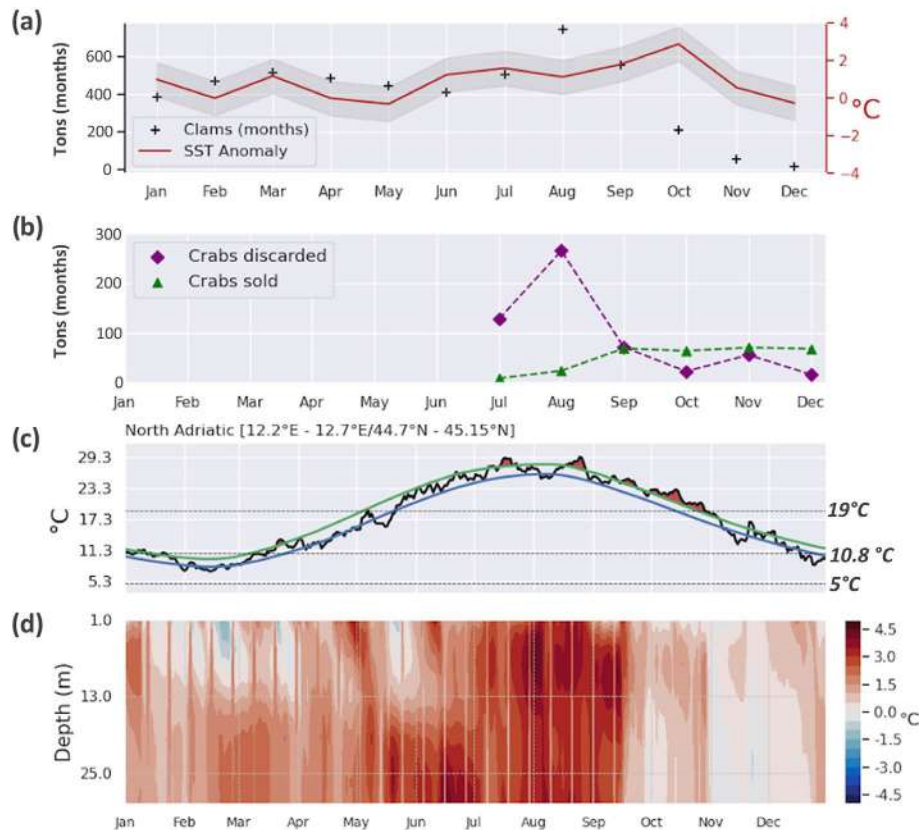 (a)
Tons (months)
600
400
200
0
Clams (months)
SST Anomaly
4
2
0
−2
−4
°C
Jan Feb Mar Apr May Jun Jul Aug Sep Oct Nov Dec
(b)
Tons (months)
300
200
100
0
Crabs discarded
Crabs sold
Jan Feb Mar Apr May Jun Jul Aug Sep Oct Nov Dec
(c)
North Adriatic [12.2°E - 12.7°E/44.7°N - 45.15°N]
°C
29.3
23.3
17.3
11.3
5.3
19°C
10.8 °C
5°C
(d)
Depth (m)
1.0
13.0
25.0
4.5
3.0
1.5
0.0
−1.5
−3.0
−4.5
°C
Jan Feb Mar Apr May Jun Jul Aug Sep Oct Nov Dec